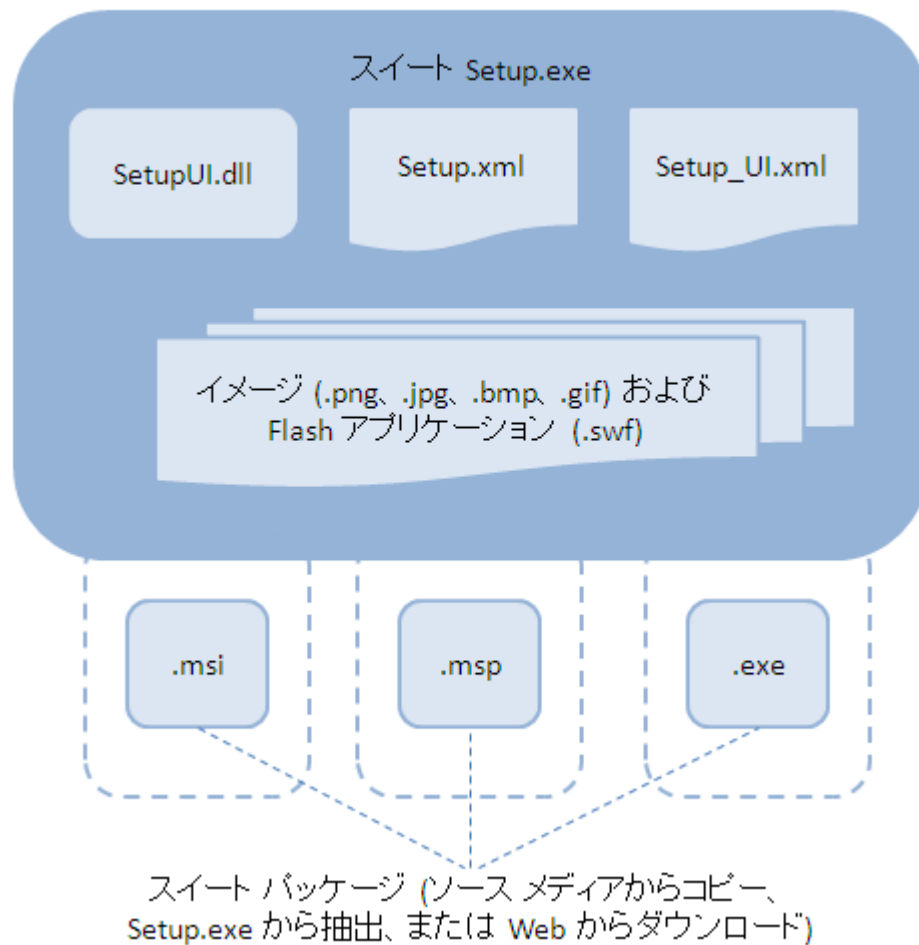 スイート Setup.exe
SetupUI.dll
Setup.xml
Setup_UI.xml
イメージ (.png、.jpg、.bmp、.gif) および
Flash アプリケーション (.swf)
.msi
.msp
.exe
スイート パッケージ (ソース メディアからコピー、
Setup.exe から抽出、または Web からダウンロード)